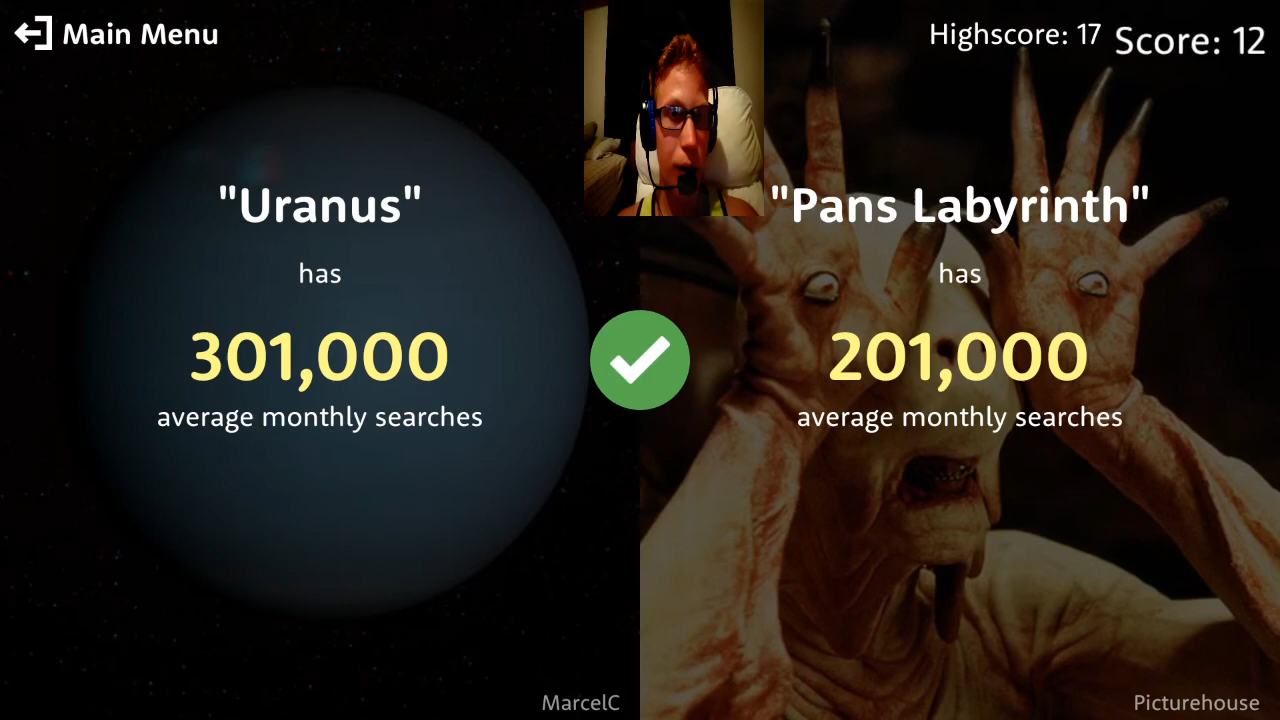 Main Menu
Highscore: 17
Score: 12
"Uranus"
has
301,000
average monthly searches
"Pans Labyrinth"
has
201,000
average monthly searches
MarcelC
Picturehouse